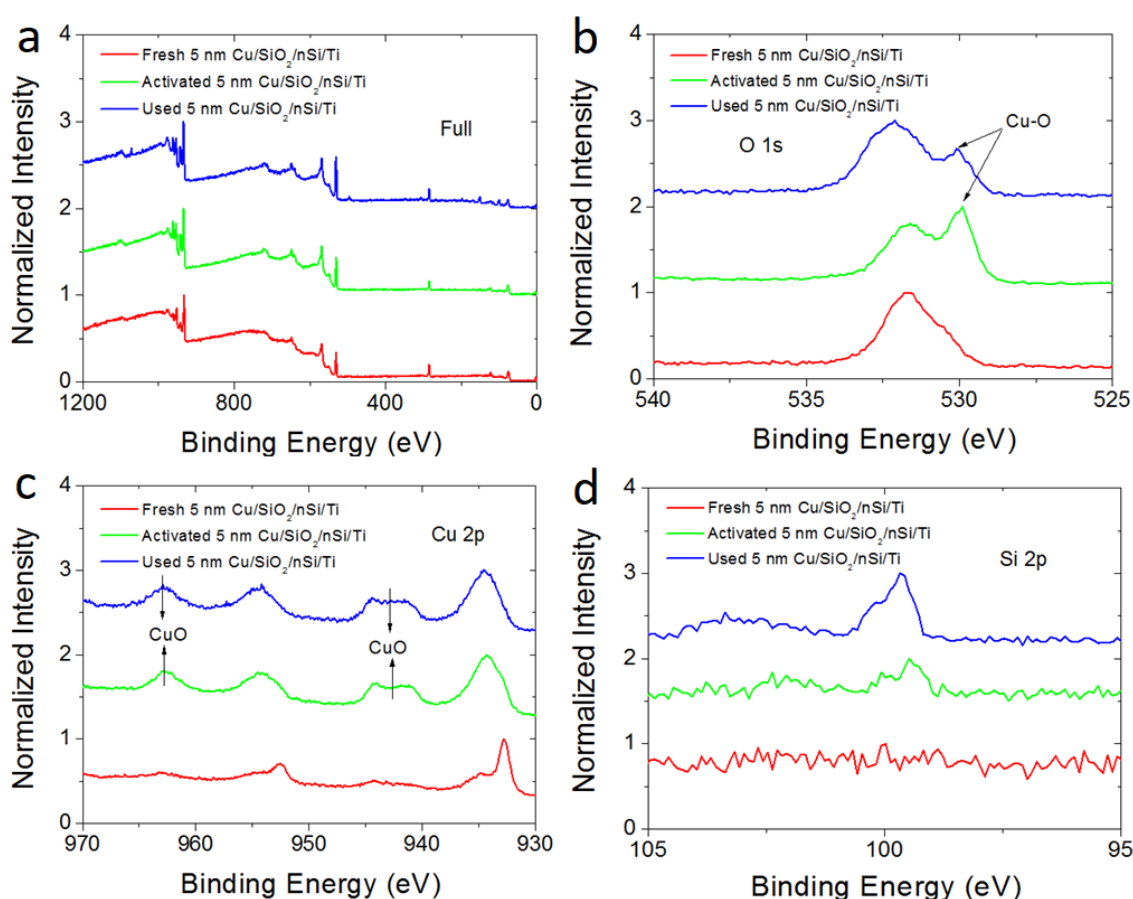 a
Fresh 5 nm Cu/SiO₂/nSi/Ti
Activated 5 nm Cu/SiO₂/nSi/Ti
Used 5 nm Cu/SiO₂/nSi/Ti
Full
Normalized Intensity
4
3
2
1
0
1200 800 400 0
Binding Energy (eV)
b
Fresh 5 nm Cu/SiO₂/nSi/Ti
Activated 5 nm Cu/SiO₂/nSi/Ti
Used 5 nm Cu/SiO₂/nSi/Ti
O 1s
Cu-O
Normalized Intensity
4
3
2
1
0
540 535 530 525
Binding Energy (eV)
c
Fresh 5 nm Cu/SiO₂/nSi/Ti
Activated 5 nm Cu/SiO₂/nSi/Ti
Used 5 nm Cu/SiO₂/nSi/Ti
Cu 2p
CuO
CuO
Normalized Intensity
4
3
2
1
0
970 960 950 940 930
Binding Energy (eV)
d
Fresh 5 nm Cu/SiO₂/nSi/Ti
Activated 5 nm Cu/SiO₂/nSi/Ti
Used 5 nm Cu/SiO₂/nSi/Ti
Si 2p
Normalized Intensity
4
3
2
1
0
105 100 95
Binding Energy (eV)